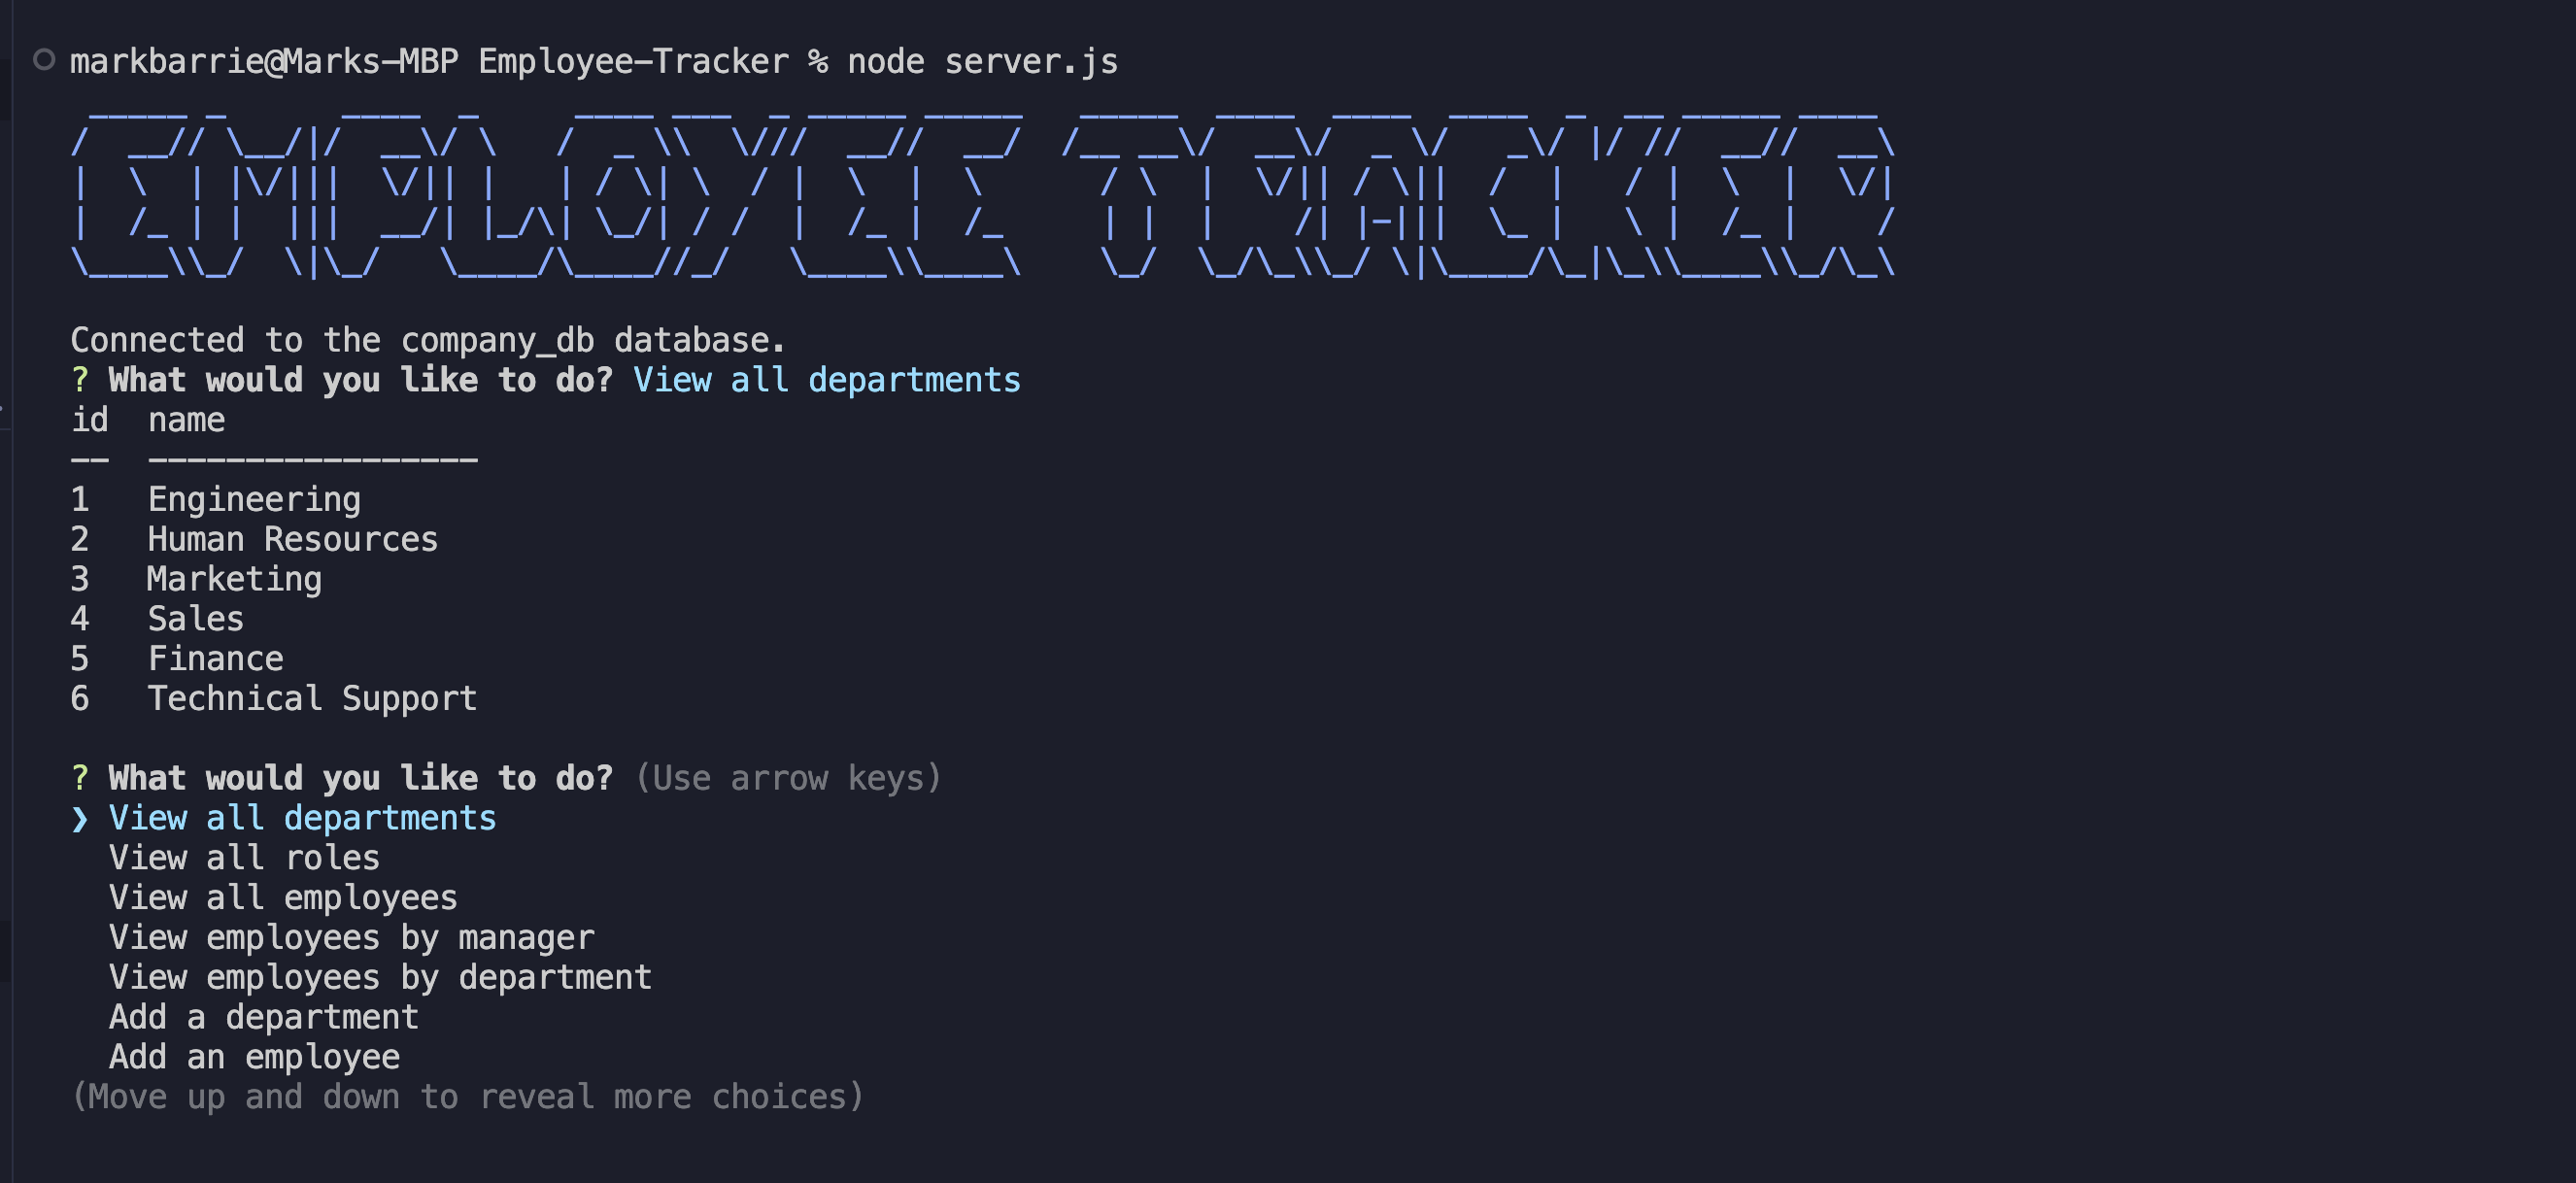 markbarrie@Marks-MBP Employee-Tracker % node server.js
EMPLOYEE TRACKER
Connected to the company_db database.
? What would you like to do? View all departments
id  name
--  -----------------
1   Engineering
2   Human Resources
3   Marketing
4   Sales
5   Finance
6   Technical Support
? What would you like to do? (Use arrow keys)
❯ View all departments
  View all roles
  View all employees
  View employees by manager
  View employees by department
  Add a department
  Add an employee
(Move up and down to reveal more choices)